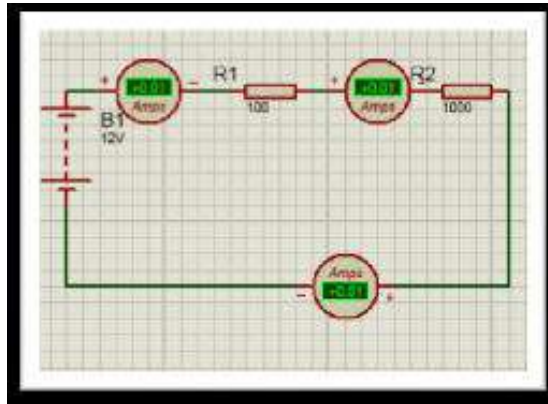 + +0.01 Amps −
R1
100
+ +0.01 Amps
R2
1000
B1
12V
− Amps +0.01 +